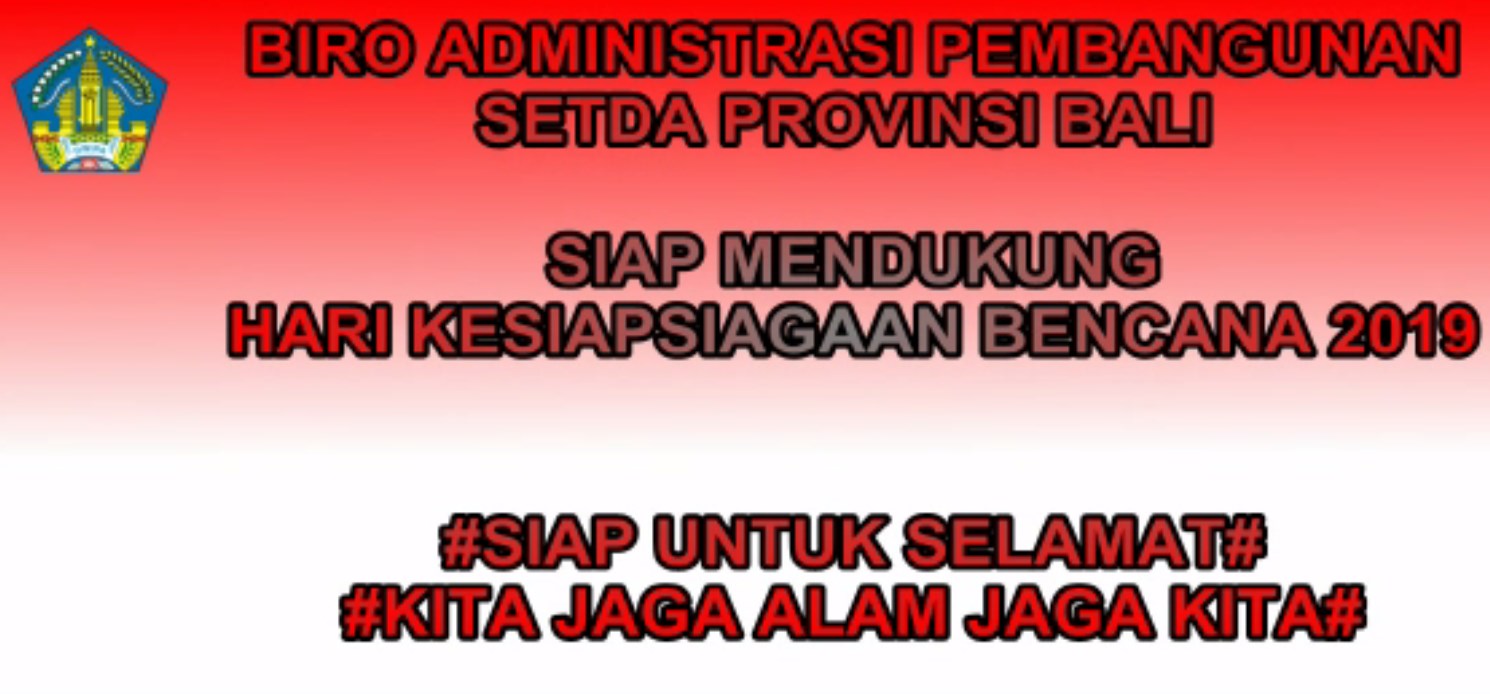 BIRO ADMINISTRASI PEMBANGUNAN
SETDA PROVINSI BALI
SIAP MENDUKUNG
HARI KESIAPSIAGAAN BENCANA 2019
#SIAP UNTUK SELAMAT#
#KITA JAGA ALAM JAGA KITA#